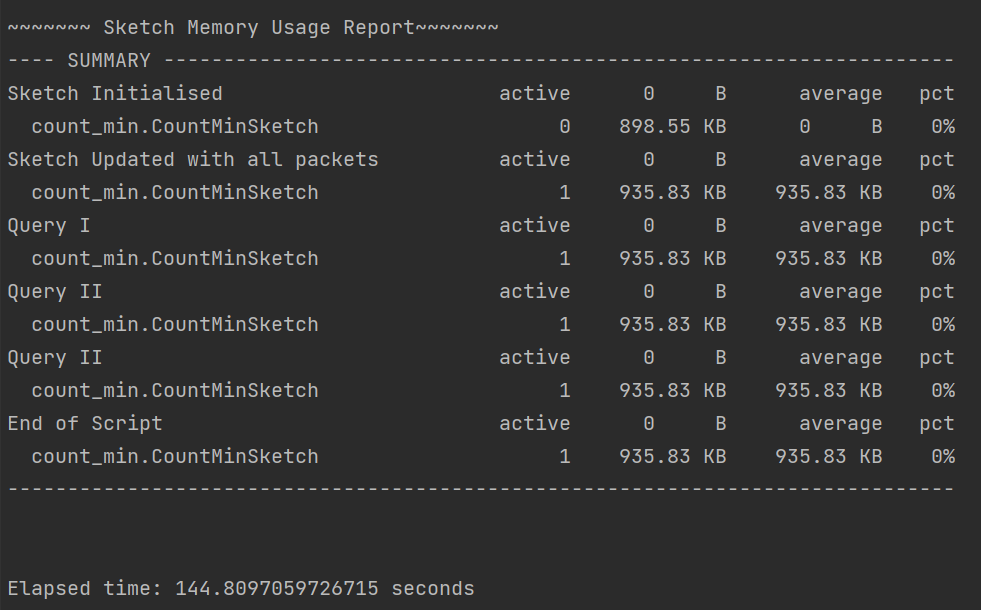 ~~~~~~~ Sketch Memory Usage Report~~~~~~~
---- SUMMARY ------------------------------------------------------------------
Sketch Initialised                       active      0     B      average   pct
  count_min.CountMinSketch                    0    898.55 KB      0     B    0%
Sketch Updated with all packets          active      0     B      average   pct
  count_min.CountMinSketch                    1    935.83 KB    935.83 KB    0%
Query I                                  active      0     B      average   pct
  count_min.CountMinSketch                    1    935.83 KB    935.83 KB    0%
Query II                                 active      0     B      average   pct
  count_min.CountMinSketch                    1    935.83 KB    935.83 KB    0%
Query II                                 active      0     B      average   pct
  count_min.CountMinSketch                    1    935.83 KB    935.83 KB    0%
End of Script                            active      0     B      average   pct
  count_min.CountMinSketch                    1    935.83 KB    935.83 KB    0%
-------------------------------------------------------------------------------
Elapsed time: 144.8097059726715 seconds